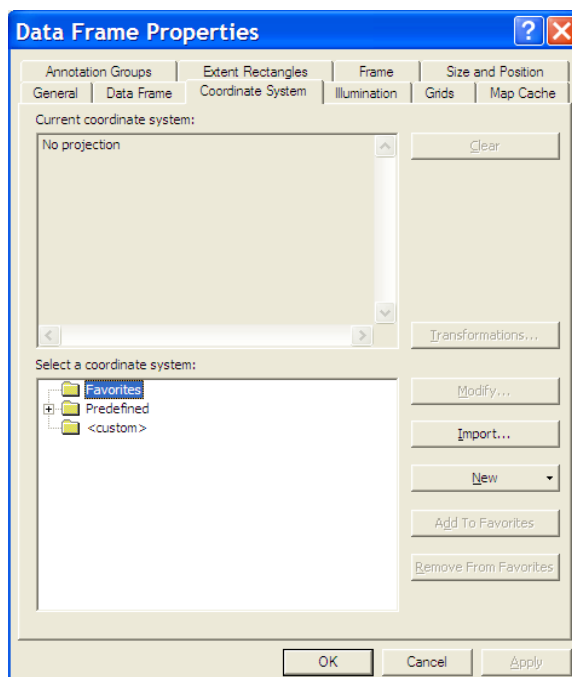 Data Frame Properties
?
Annotation Groups Extent Rectangles Frame Size and Position
General Data Frame Coordinate System Illumination Grids Map Cache
Current coordinate system:
No projection
Clear
Transformations...
Select a coordinate system:
Favorites
Predefined
<custom>
Modify...
Import...
New
Add To Favorites
Remove From Favorites
OK Cancel Apply